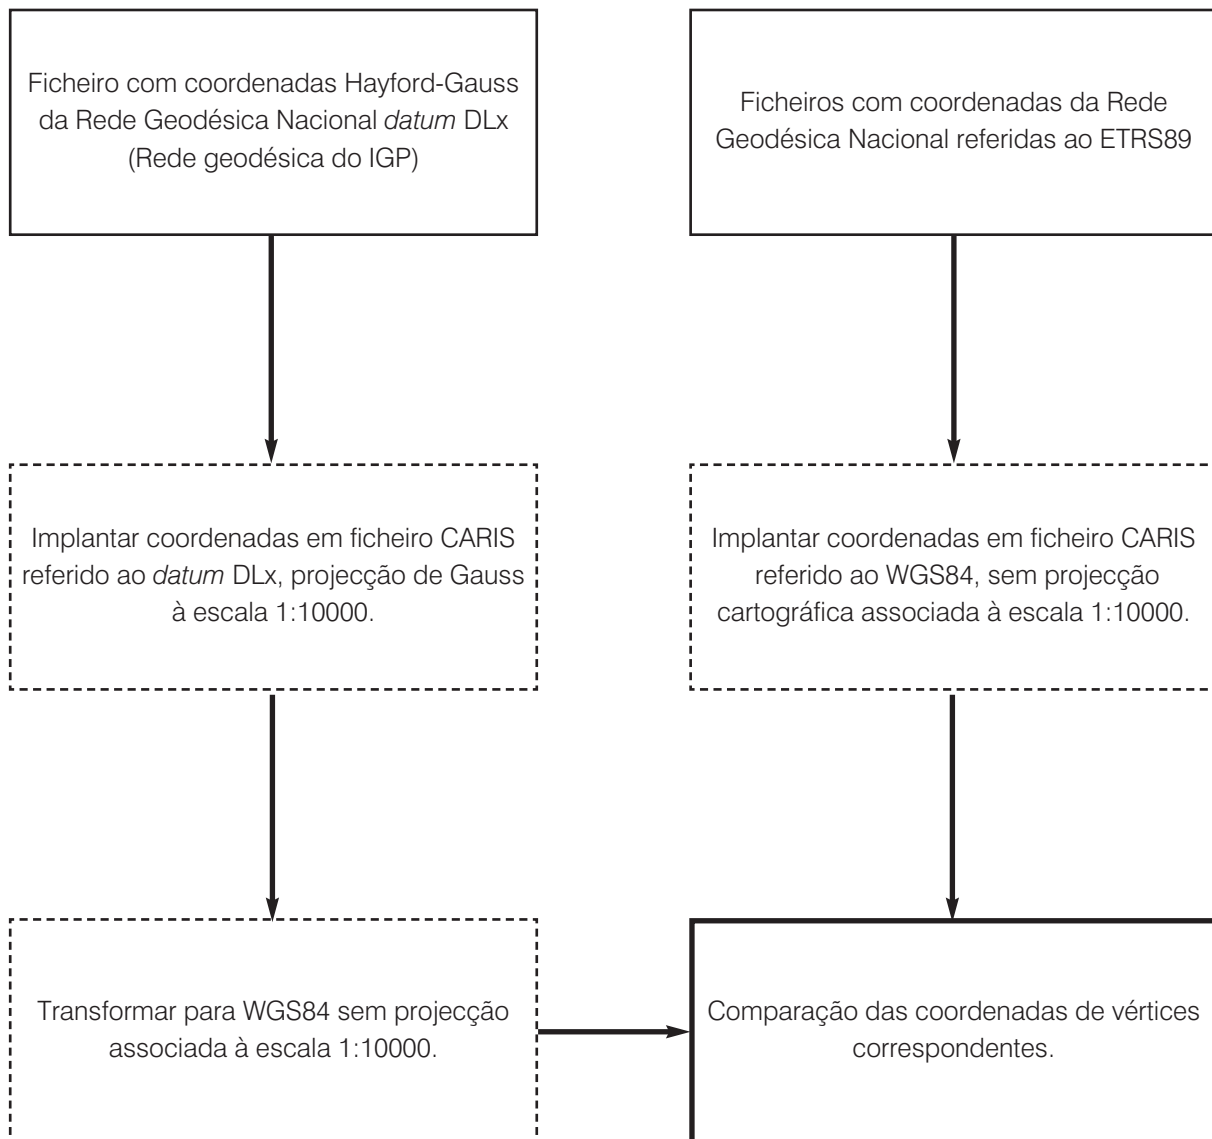 Ficheiro com coordenadas Hayford-Gauss
da Rede Geodésica Nacional datum DLx
(Rede geodésica do IGP)
Ficheiros com coordenadas da Rede
Geodésica Nacional referidas ao ETRS89
Implantar coordenadas em ficheiro CARIS
referido ao datum DLx, projecção de Gauss
à escala 1:10000.
Implantar coordenadas em ficheiro CARIS
referido ao WGS84, sem projecção
cartográfica associada à escala 1:10000.
Transformar para WGS84 sem projecção
associada à escala 1:10000.
Comparação das coordenadas de vértices
correspondentes.